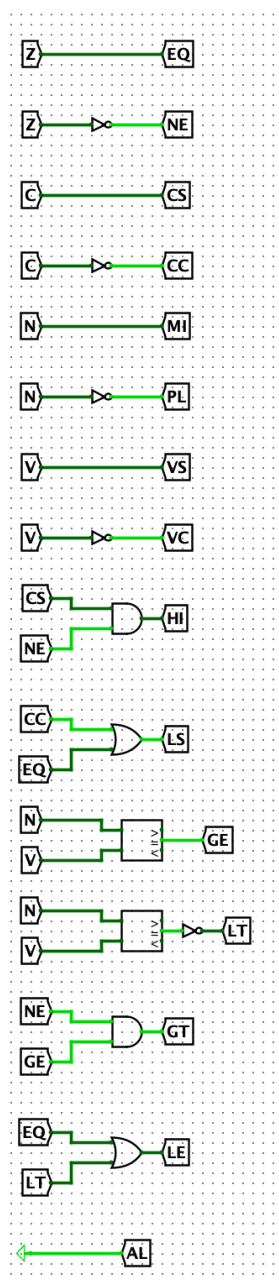 Z EQ
Z NE
C CS
C CC
N MI
N PL
V VS
V VC
CS
HI
NE
CC
LS
EQ
N
> = <
GE
V
N
> = <
LT
V
NE
GT
GE
EQ
LE
LT
AL